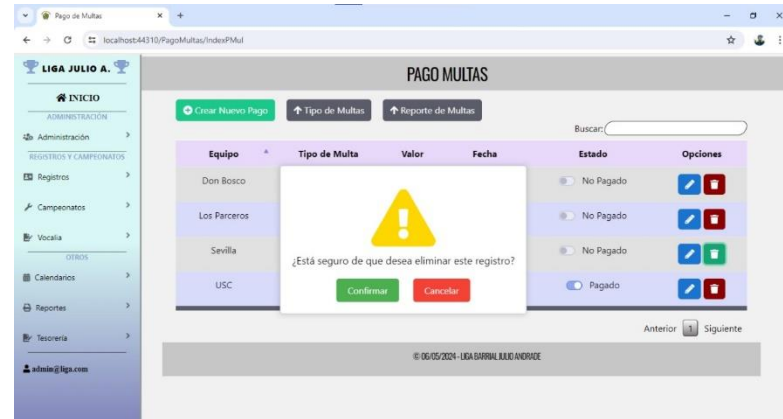 Pago de Multas
localhost:44310/PagoMultas/IndexPMul
LIGA JULIO A.
INICIO
ADMINISTRACIÓN
Administración
REGISTROS Y CAMPEONATOS
Registros
Campeonatos
Vocalia
OTROS
Calendarios
Reportes
Tesorería
admin@liga.com
PAGO MULTAS
Crear Nuevo Pago
Tipo de Multas
Reporte de Multas
Buscar:
Equipo Tipo de Multa Valor Fecha Estado Opciones
Don Bosco No Pagado
Los Parceros No Pagado
Sevilla No Pagado
USC Pagado
¿Está seguro de que desea eliminar este registro?
Confirmar Cancelar
Anterior 1 Siguiente
© 06/05/2024 - LIGA BARRIAL JULIO ANDRADE